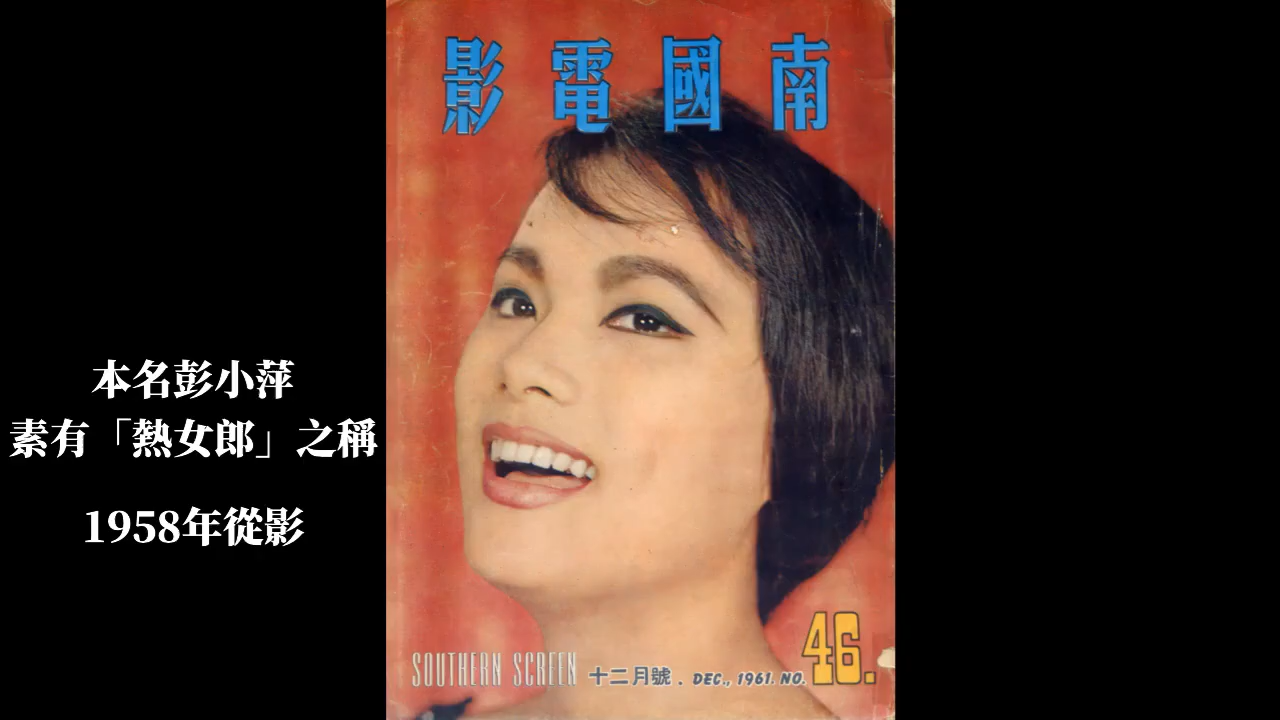 本名彭小萍
素有「熱女郎」之稱
1958年從影
影電國南
SOUTHERN SCREEN 十二月號 . DEC., 1961. NO. 46.